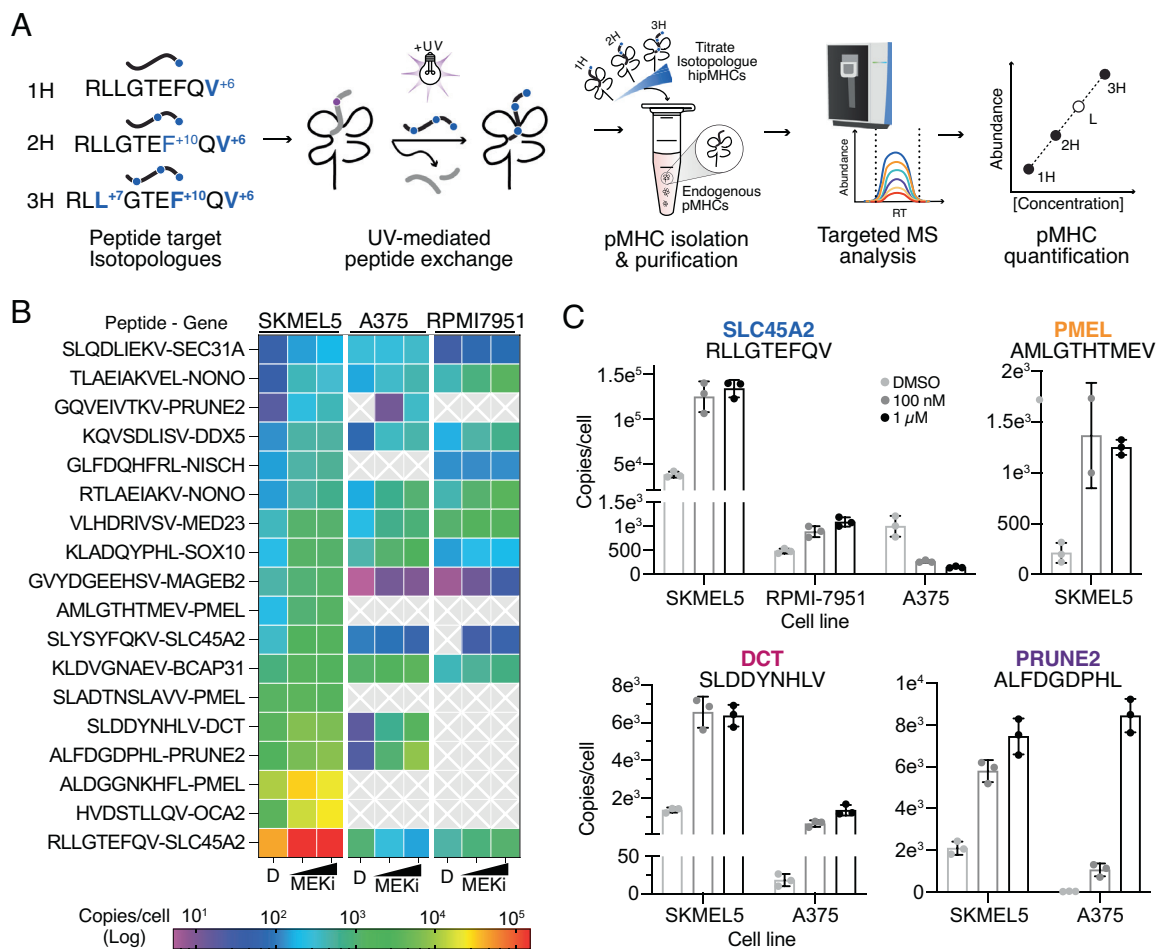 A
1H RLLGTEFQV+6
2H RLLGTEF+10QV+6
3H RLL+7GTEF+10QV+6
Peptide target
Isotopologues
+UV
UV-mediated
peptide exchange
1H 2H 3H
Titrate
Isotopologue
hipMHCs
Endogenous
pMHCs
pMHC isolation
& purification
Abundance
RT
Targeted MS
analysis
Abundance
3H
L
2H
1H
[Concentration]
pMHC
quantification
B
Peptide - Gene
SKMEL5 A375 RPMI7951
SLQDLIEKV-SEC31A
TLAEIAKVEL-NONO
GQVEIVTKV-PRUNE2
KQVSDLISV-DDX5
GLFDQHFRL-NISCH
RTLAEIAKV-NONO
VLHDRIVSV-MED23
KLADQYPHL-SOX10
GVYDGEEHSV-MAGEB2
AMLGTHTMEV-PMEL
SLYSYFQKV-SLC45A2
KLDVGNAEV-BCAP31
SLADTNSLAVV-PMEL
SLDDYNHLV-DCT
ALFDGDPHL-PRUNE2
ALDGGNKHFL-PMEL
HVDSTLLQV-OCA2
RLLGTEFQV-SLC45A2
D MEKi D MEKi D MEKi
Copies/cell
(Log)
10¹ 10² 10³ 10⁴ 10⁵
C
SLC45A2
RLLGTEFQV
DMSO
100 nM
1 µM
Copies/cell
1.5e⁵
1e⁵
5e⁴
1.5e³
1e³
500
0
SKMEL5 RPMI-7951 A375
Cell line
PMEL
AMLGTHTMEV
2e³
1e³
500
0
SKMEL5
DCT
SLDDYNHLV
Copies/cell
8e³
6e³
4e³
2e³
50
0
SKMEL5 A375
Cell line
PRUNE2
ALFDGDPHL
1e⁴
8e³
6e³
4e³
2e³
0
SKMEL5 A375